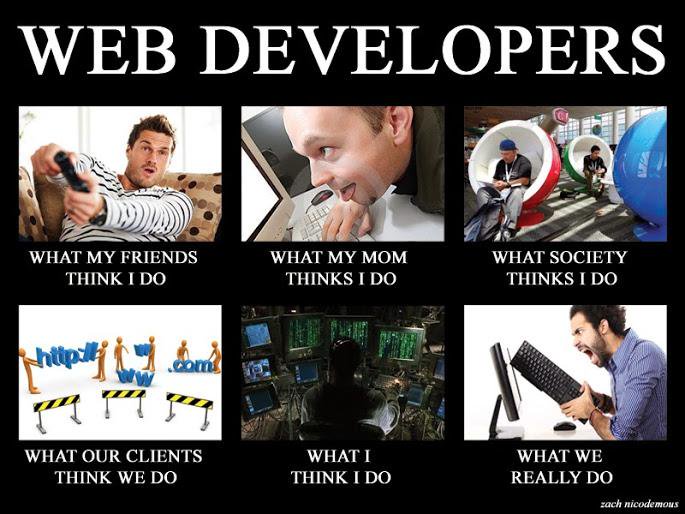 WEB DEVELOPERS
WHAT MY FRIENDS
THINK I DO
WHAT MY MOM
THINKS I DO
WHAT SOCIETY
THINKS I DO
http://
w
ww
.com
WHAT OUR CLIENTS
THINK WE DO
WHAT I
THINK I DO
WHAT WE
REALLY DO
zach nicodemous